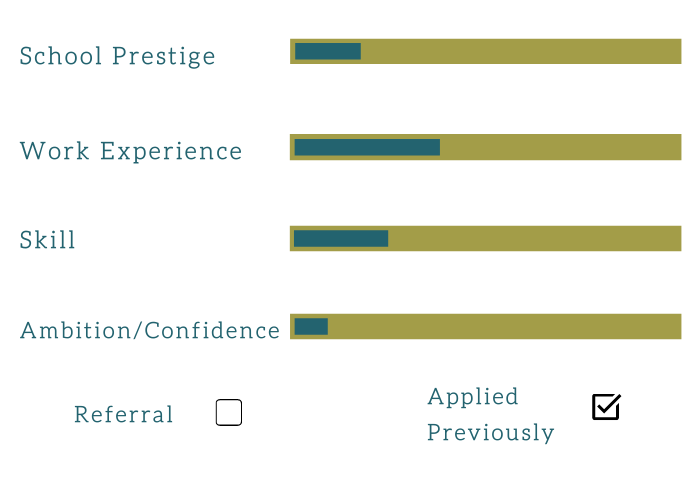 School Prestige
Work Experience
Skill
Ambition/Confidence
Referral
Applied
Previously